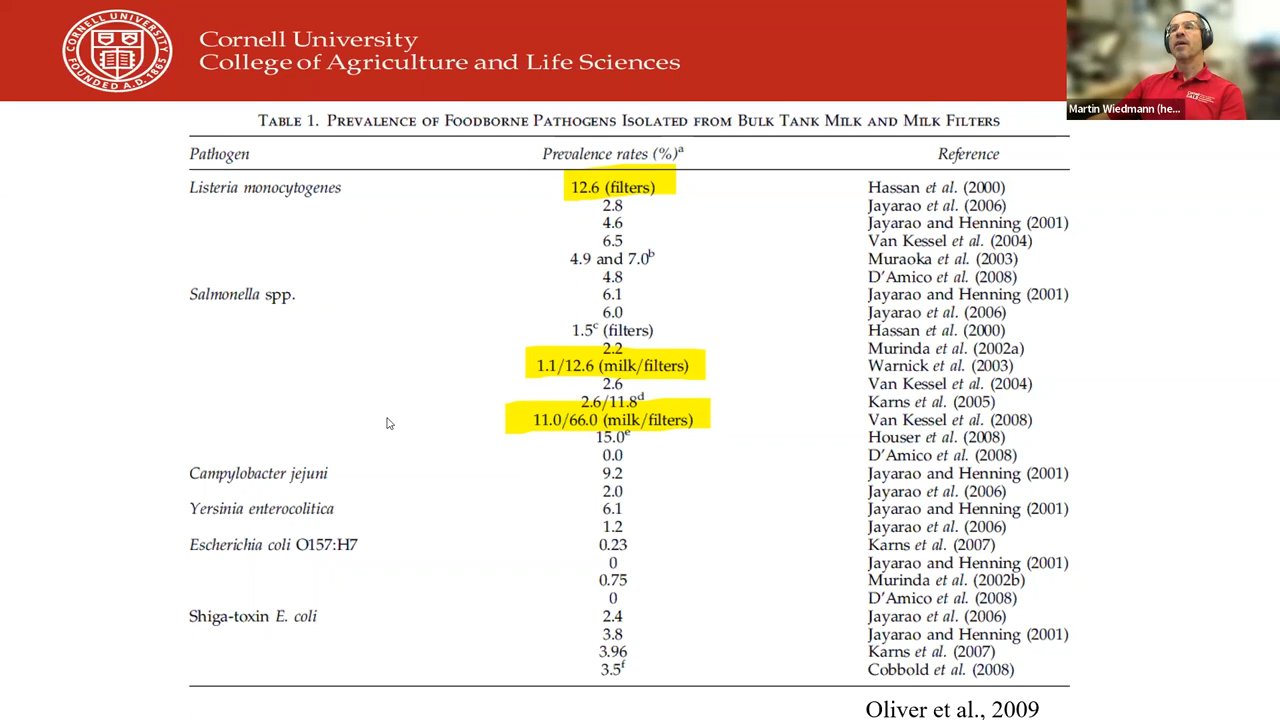 CORNELL UNIVERSITY
FOUNDED A.D. 1865
Cornell University
College of Agriculture and Life Sciences
Martin Wiedmann (he...
TABLE 1. PREVALENCE OF FOODBORNE PATHOGENS ISOLATED FROM BULK TANK MILK AND MILK FILTERS
Pathogen Prevalence rates (%)a Reference
Listeria monocytogenes 12.6 (filters) Hassan et al. (2000)
2.8 Jayarao et al. (2006)
4.6 Jayarao and Henning (2001)
6.5 Van Kessel et al. (2004)
4.9 and 7.0b Muraoka et al. (2003)
4.8 D'Amico et al. (2008)
Salmonella spp. 6.1 Jayarao and Henning (2001)
6.0 Jayarao et al. (2006)
1.5c (filters) Hassan et al. (2000)
2.2 Murinda et al. (2002a)
1.1/12.6 (milk/filters) Warnick et al. (2003)
2.6 Van Kessel et al. (2004)
2.6/11.8d Karns et al. (2005)
11.0/66.0 (milk/filters) Van Kessel et al. (2008)
15.0e Houser et al. (2008)
0.0 D'Amico et al. (2008)
Campylobacter jejuni 9.2 Jayarao and Henning (2001)
2.0 Jayarao et al. (2006)
Yersinia enterocolitica 6.1 Jayarao and Henning (2001)
1.2 Jayarao et al. (2006)
Escherichia coli O157:H7 0.23 Karns et al. (2007)
0 Jayarao and Henning (2001)
0.75 Murinda et al. (2002b)
0 D'Amico et al. (2008)
Shiga-toxin E. coli 2.4 Jayarao et al. (2006)
3.8 Jayarao and Henning (2001)
3.96 Karns et al. (2007)
3.5f Cobbold et al. (2008)
Oliver et al., 2009